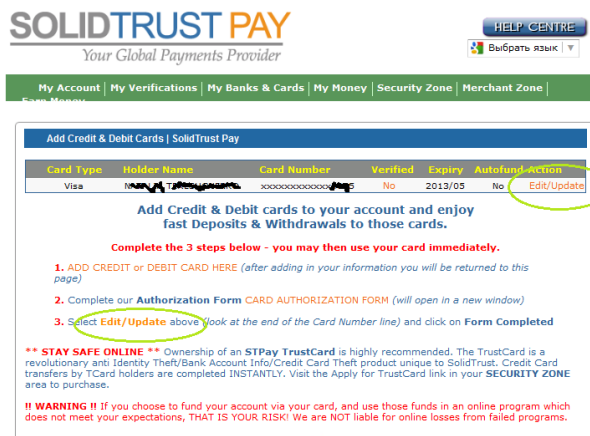 SOLIDTRUST PAY
Your Global Payments Provider
HELP CENTRE
Выбрать язык
My Account | My Verifications | My Banks & Cards | My Money | Security Zone | Merchant Zone |
Earn Money
Add Credit & Debit Cards | SolidTrust Pay
Card Type Holder Name Card Number Verified Expiry Autofund Action
Visa xxxxxxxxxxxx No 2013/05 No Edit/Update
Add Credit & Debit cards to your account and enjoy
fast Deposits & Withdrawals to those cards.
Complete the 3 steps below - you may then use your card immediately.
1. ADD CREDIT or DEBIT CARD HERE (after adding in your information you will be returned to this
page)
2. Complete our Authorization Form CARD AUTHORIZATION FORM (will open in a new window)
3. Select Edit/Update above (look at the end of the Card Number line) and click on Form Completed
** STAY SAFE ONLINE ** Ownership of an STPay TrustCard is highly recommended. The TrustCard is a
revolutionary anti Identity Theft/Bank Account Info/Credit Card Theft product unique to SolidTrust. Credit Card
transfers by TCard holders are completed INSTANTLY. Visit the Apply for TrustCard link in your SECURITY ZONE
area to purchase.
!! WARNING !! If you choose to fund your account via your card, and use those funds in an online program which
does not meet your expectations, THAT IS YOUR RISK! We are NOT liable for online losses from failed programs.